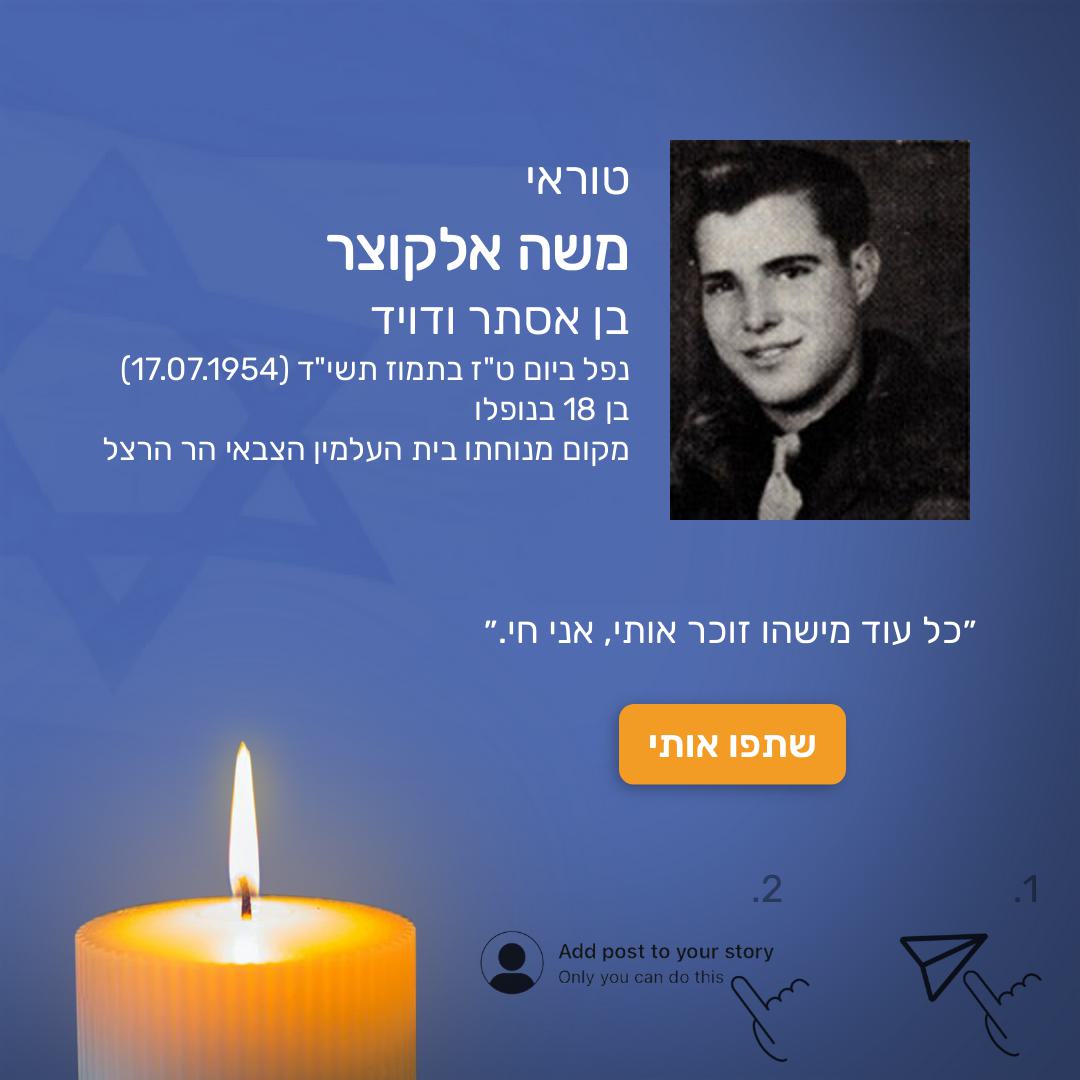 טוראי
משה אלקוצר
בן אסתר ודויד
נפל ביום ט"ז בתמוז תשי"ד (17.07.1954)
בן 18 בנופלו
מקום מנוחתו בית העלמין הצבאי הר הרצל
״כל עוד מישהו זוכר אותי, אני חי.״
שתפו אותי
.1
.2
Add post to your story
Only you can do this